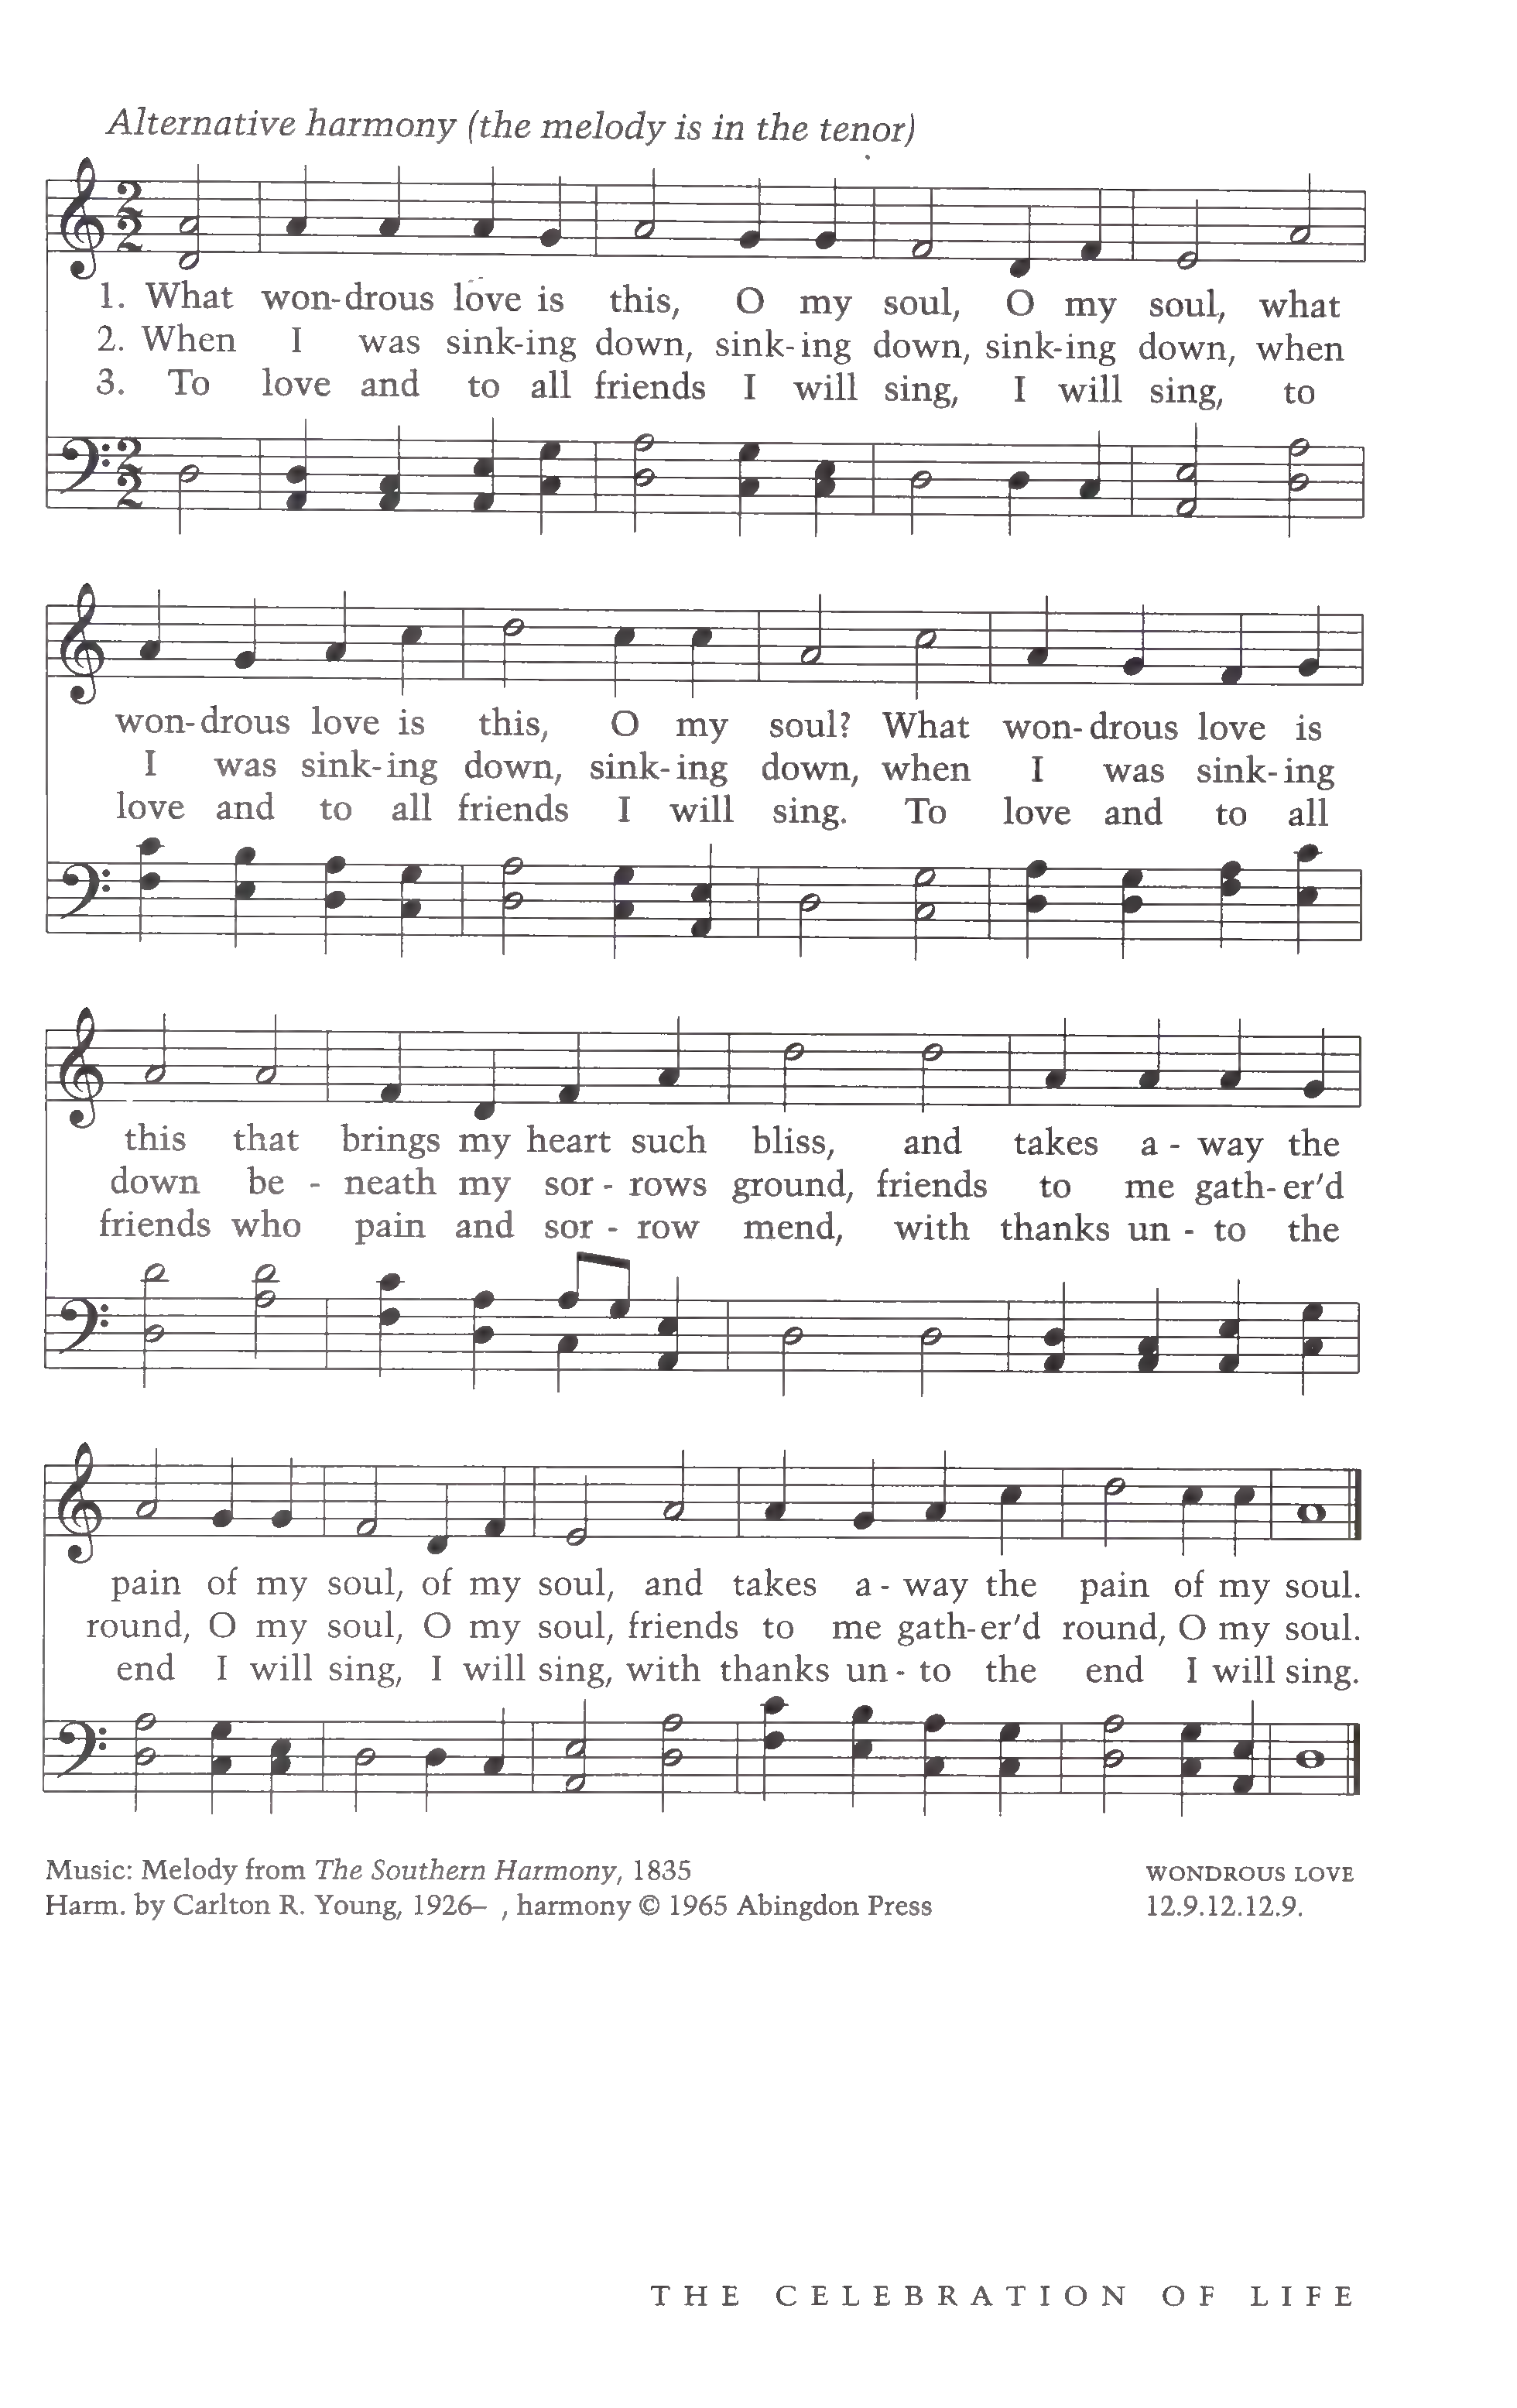 Alternative harmony (the melody is in the tenor)
1. What won-drous love is this, O my soul, O my soul, what
2. When I was sink-ing down, sink-ing down, sink-ing down, when
3. To love and to all friends I will sing, I will sing, to
won-drous love is this, O my soul? What won-drous love is
I was sink-ing down, sink-ing down, when I was sink-ing
love and to all friends I will sing. To love and to all
this that brings my heart such bliss, and takes a - way the
down be - neath my sor - rows ground, friends to me gath-er'd
friends who pain and sor - row mend, with thanks un - to the
pain of my soul, of my soul, and takes a - way the pain of my soul.
round, O my soul, O my soul, friends to me gath-er'd round, O my soul.
end I will sing, I will sing, with thanks un - to the end I will sing.
Music: Melody from The Southern Harmony, 1835 WONDROUS LOVE
Harm. by Carlton R. Young, 1926– , harmony © 1965 Abingdon Press 12.9.12.12.9.
THE CELEBRATION OF LIFE